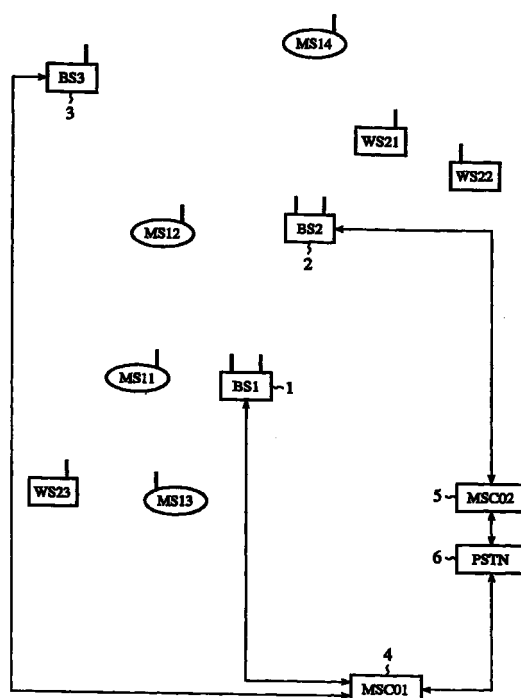 MS14
BS3
3
WS21
WS22
MS12
BS2
2
MS11
BS1
1
WS23
MS13
5
MSC02
6
PSTN
4
MSC01